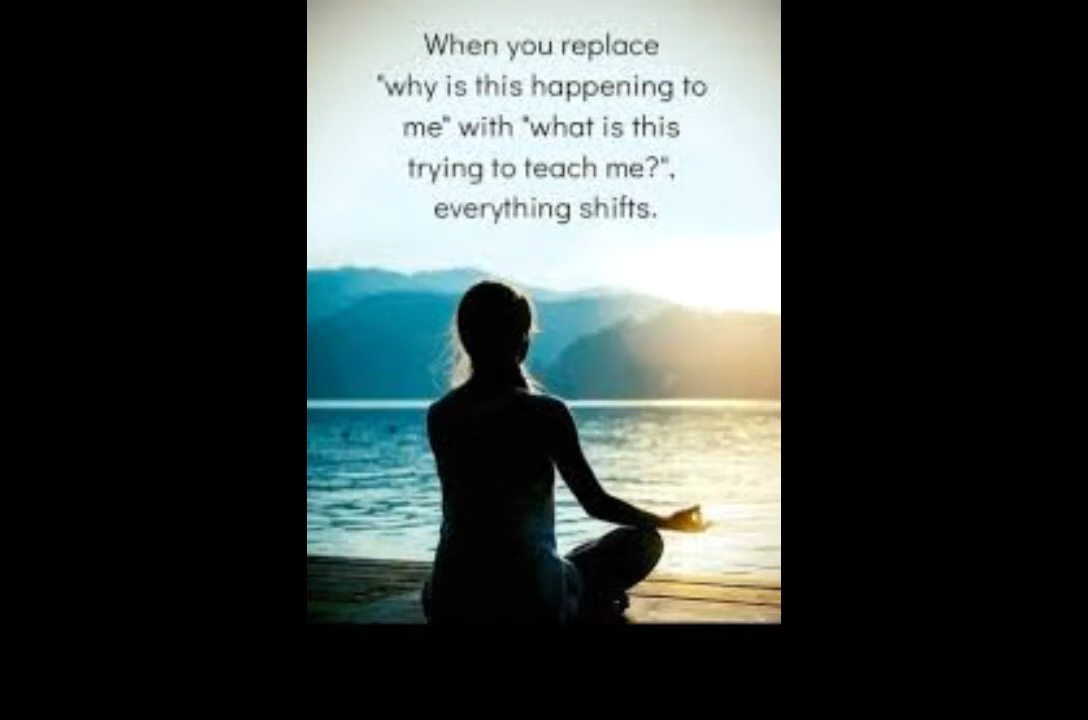 When you replace
"why is this happening to
me" with "what is this
trying to teach me?",
everything shifts.